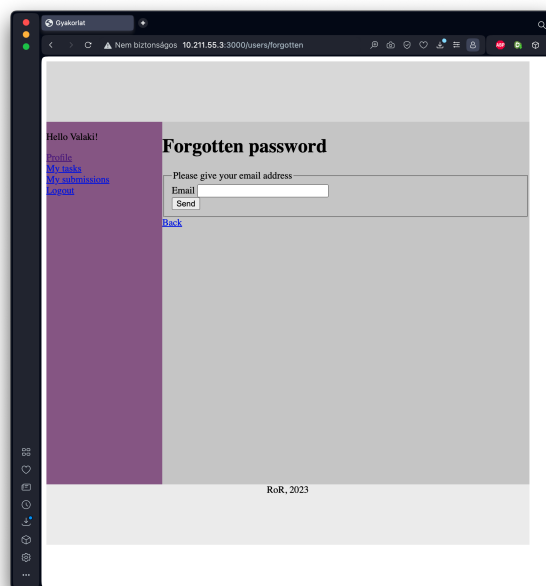 Gyakorlat
Nem biztonságos 10.211.55.3:3000/users/forgotten
ABP
Hello Valaki!
Profile
My tasks
My submissions
Logout
Forgotten password
Please give your email address
Email
Send
Back
RoR, 2023